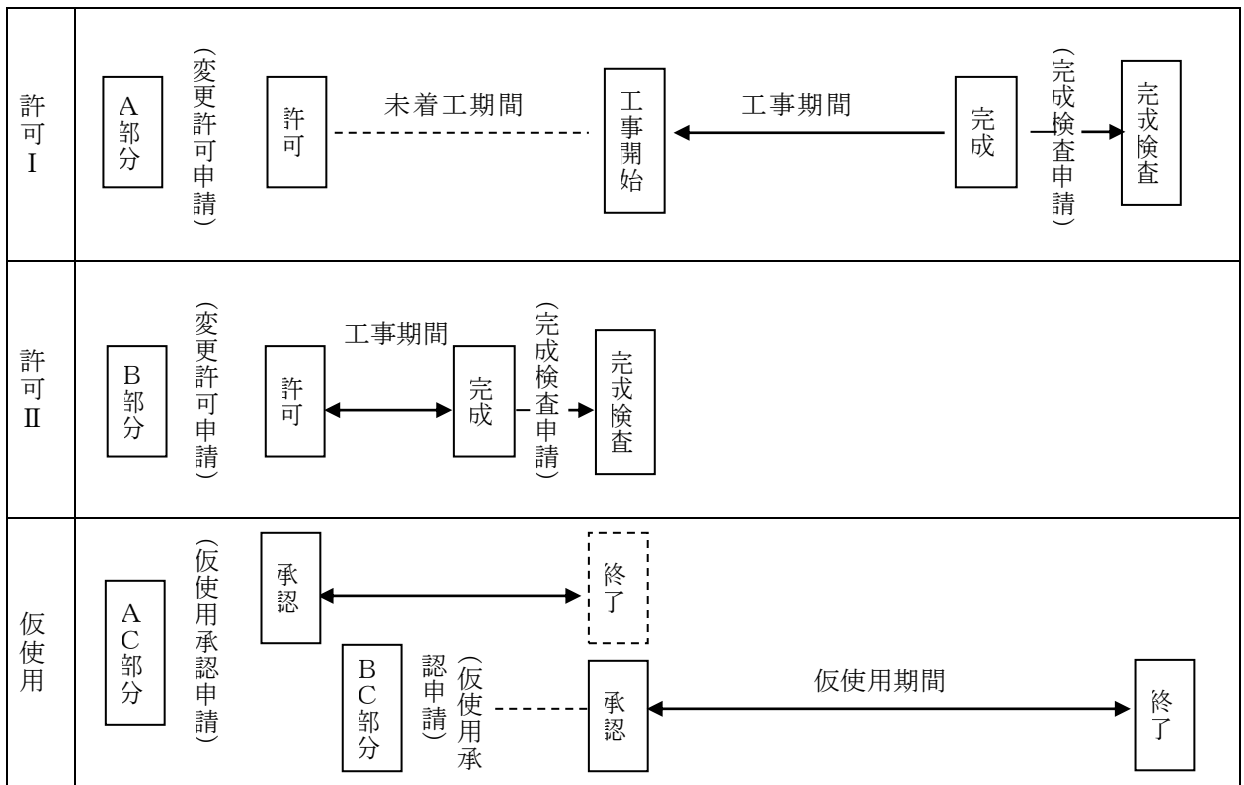 許可Ⅰ
A部分
(変更許可申請)
許可
未着工期間
工事開始
工事期間
完成
(完成検査申請)
完成検査
許可Ⅱ
B部分
(変更許可申請)
許可
工事期間
完成
(完成検査申請)
完成検査
仮使用
AC部分
(仮使用承認申請)
承認
終了
BC部分
(仮使用承
認申請)
承認
仮使用期間
終了